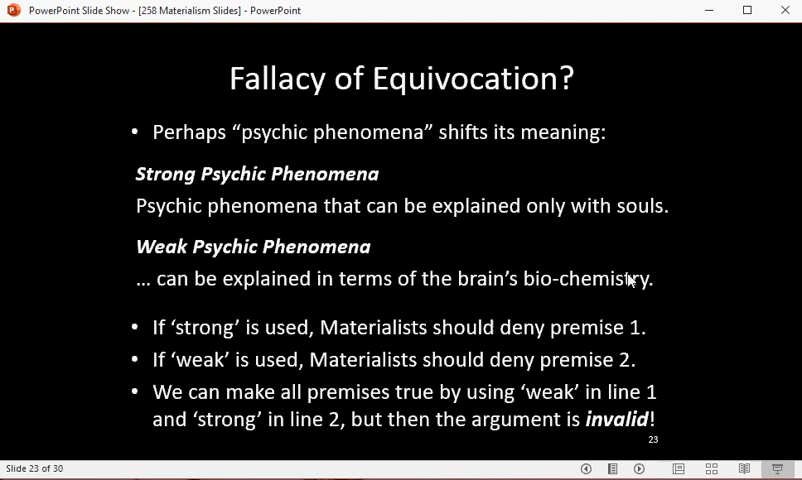 PowerPoint Slide Show - [258 Materialism Slides] - PowerPoint
Fallacy of Equivocation?
• Perhaps “psychic phenomena” shifts its meaning:
Strong Psychic Phenomena
Psychic phenomena that can be explained only with souls.
Weak Psychic Phenomena
... can be explained in terms of the brain’s bio-chemistry.
• If ‘strong’ is used, Materialists should deny premise 1.
• If ‘weak’ is used, Materialists should deny premise 2.
• We can make all premises true by using ‘weak’ in line 1
and ‘strong’ in line 2, but then the argument is invalid!
23
Slide 23 of 30